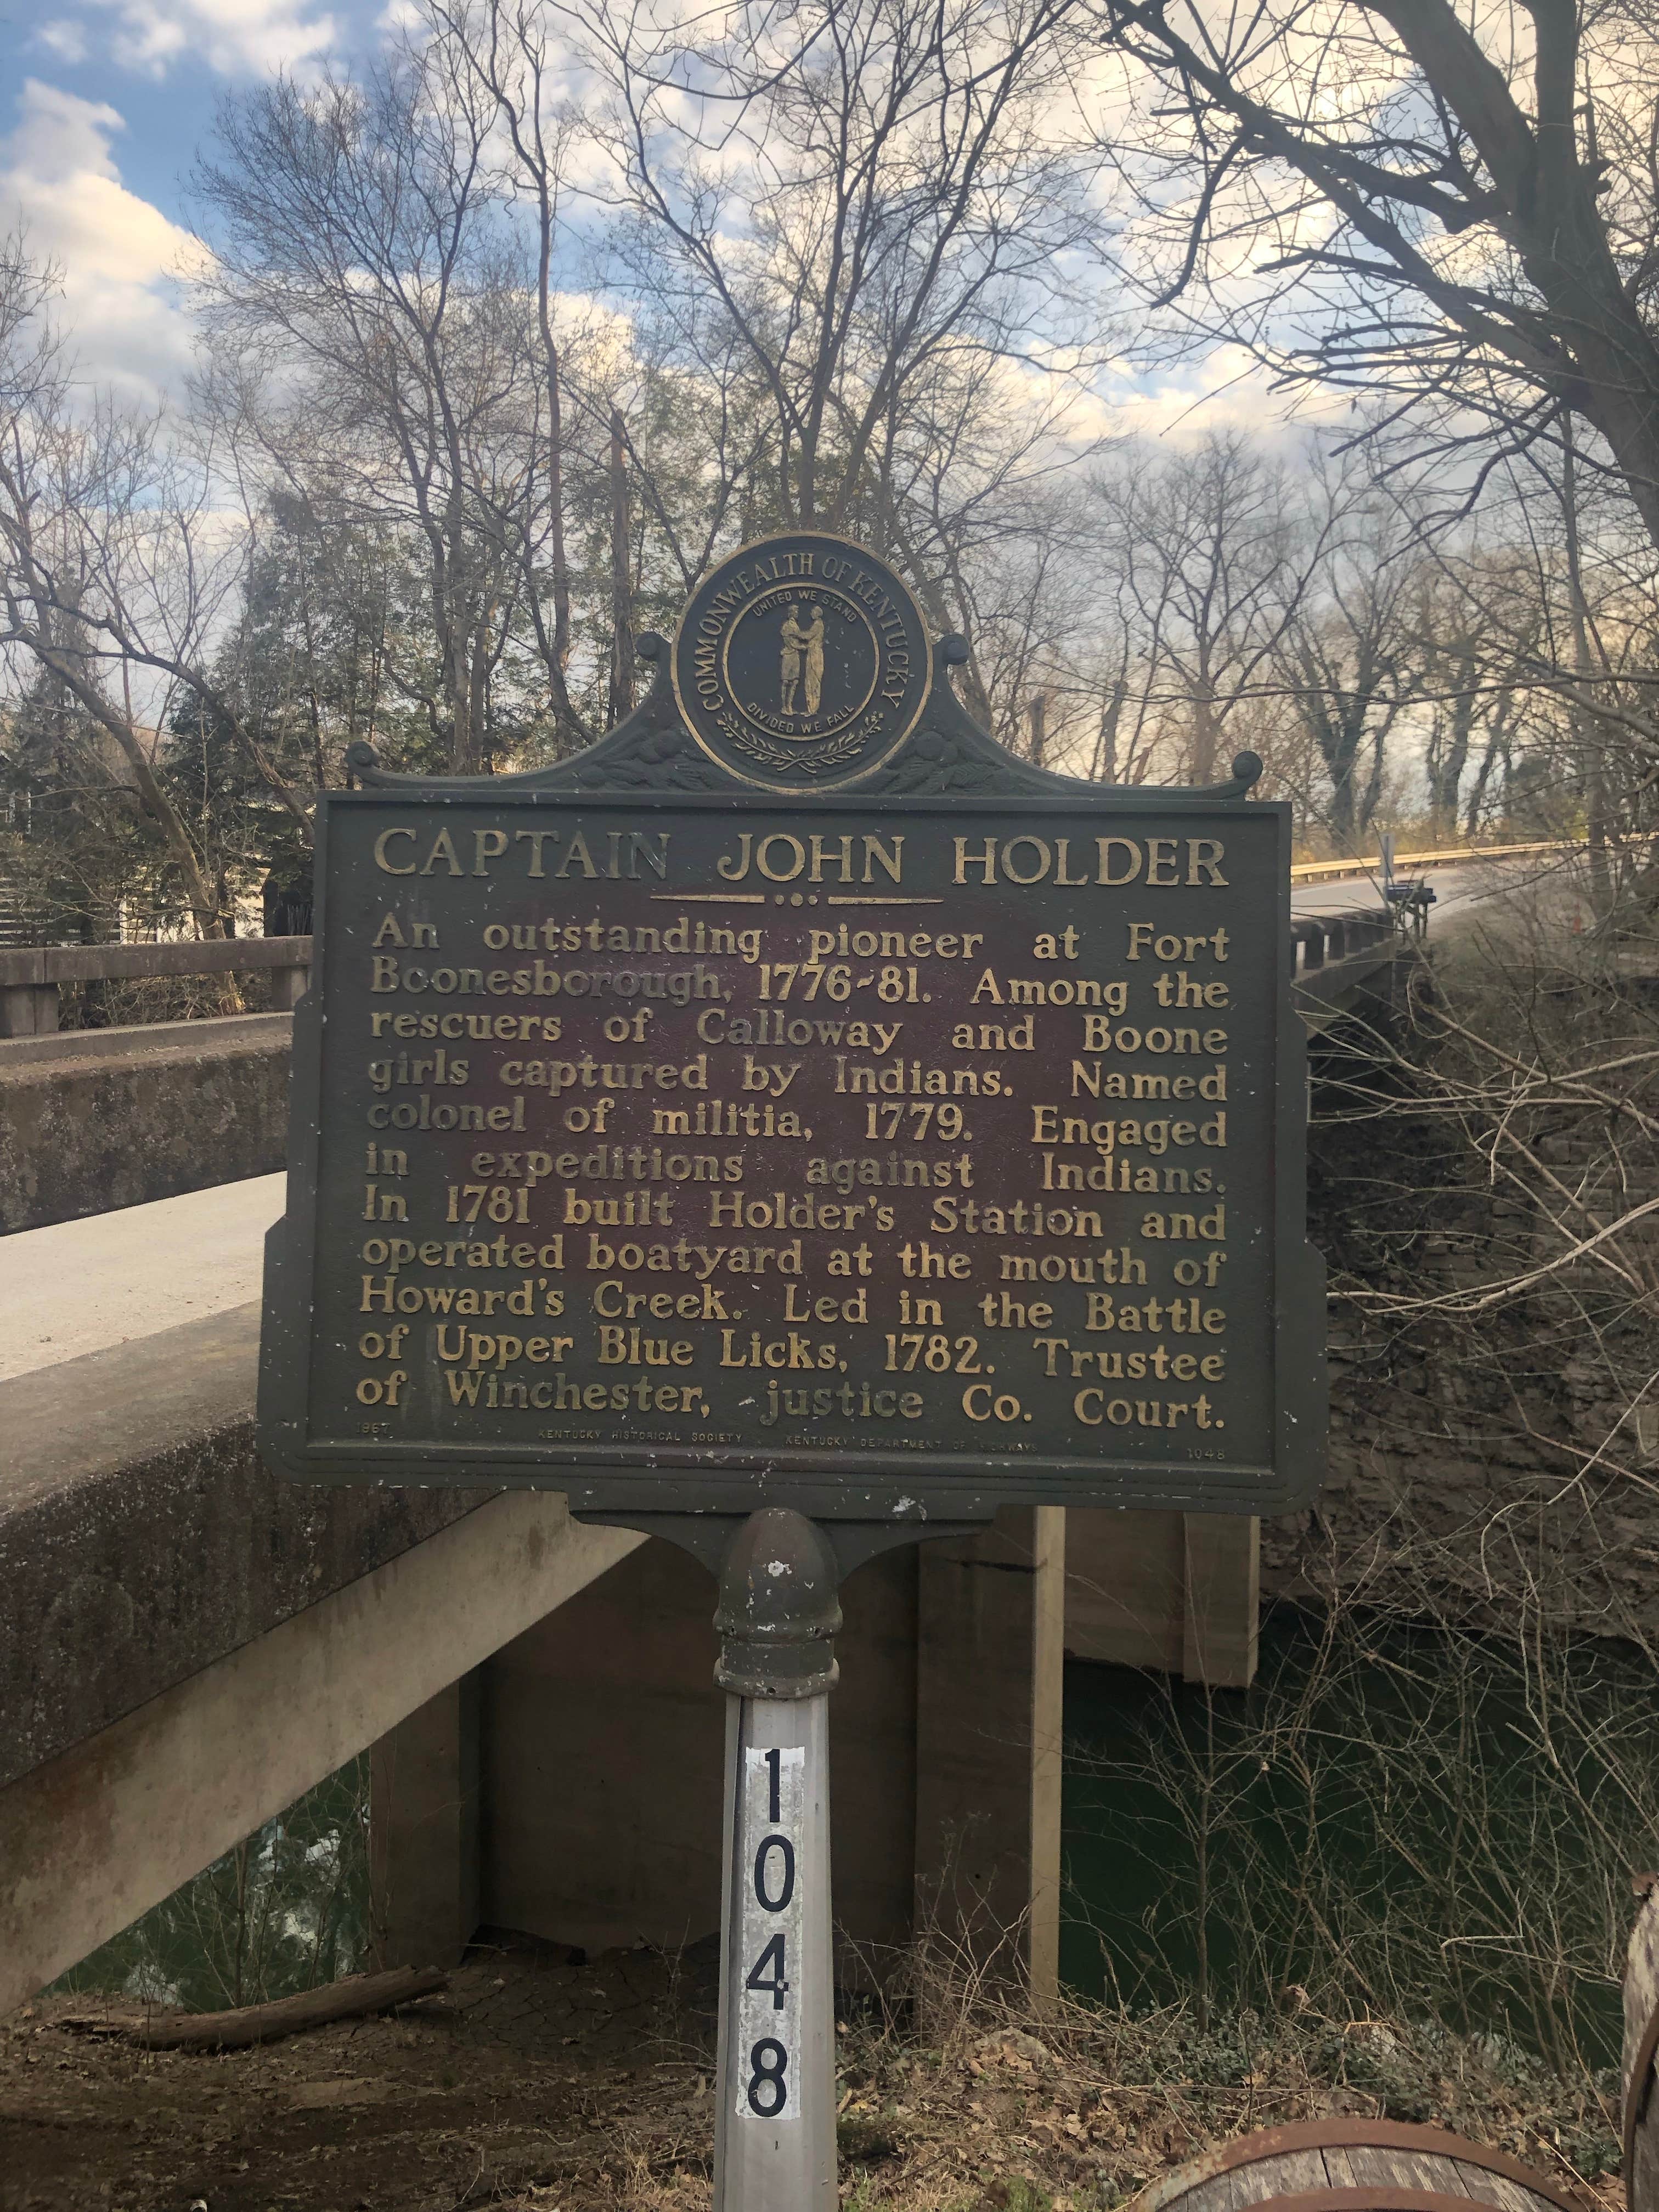 COMMONWEALTH OF KENTUCKY
UNITED WE STAND
DIVIDED WE FALL
CAPTAIN JOHN HOLDER
An outstanding pioneer at Fort
Boonesborough, 1776-81. Among the
rescuers of Calloway and Boone
girls captured by Indians. Named
colonel of militia, 1779. Engaged
in expeditions against Indians.
In 1781 built Holder's Station and
operated boatyard at the mouth of
Howard's Creek. Led in the Battle
of Upper Blue Licks, 1782. Trustee
of Winchester, justice Co. Court.
1967 KENTUCKY HISTORICAL SOCIETY KENTUCKY DEPARTMENT OF HIGHWAYS 1048
1048